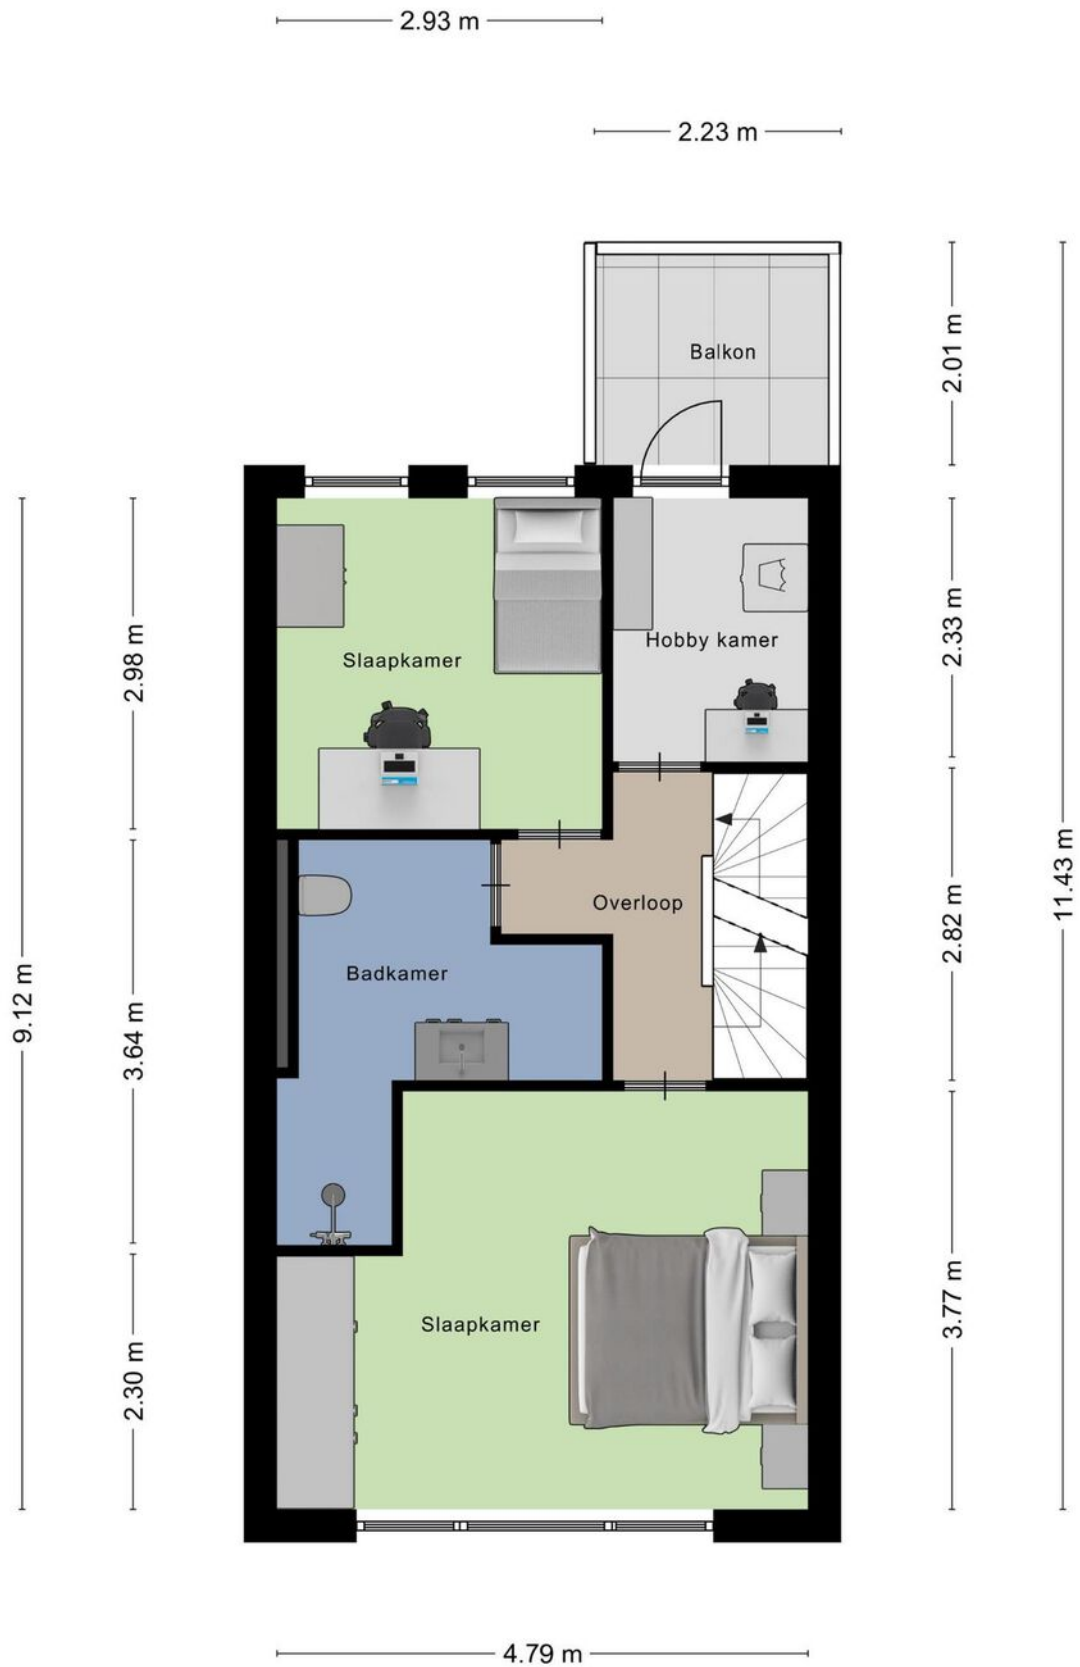 2.93 m
2.23 m
Balkon
2.01 m
11.43 m
Slaapkamer
Hobby kamer
2.98 m
2.33 m
9.12 m
Overloop
2.82 m
Badkamer
3.64 m
Slaapkamer
3.77 m
2.30 m
4.79 m